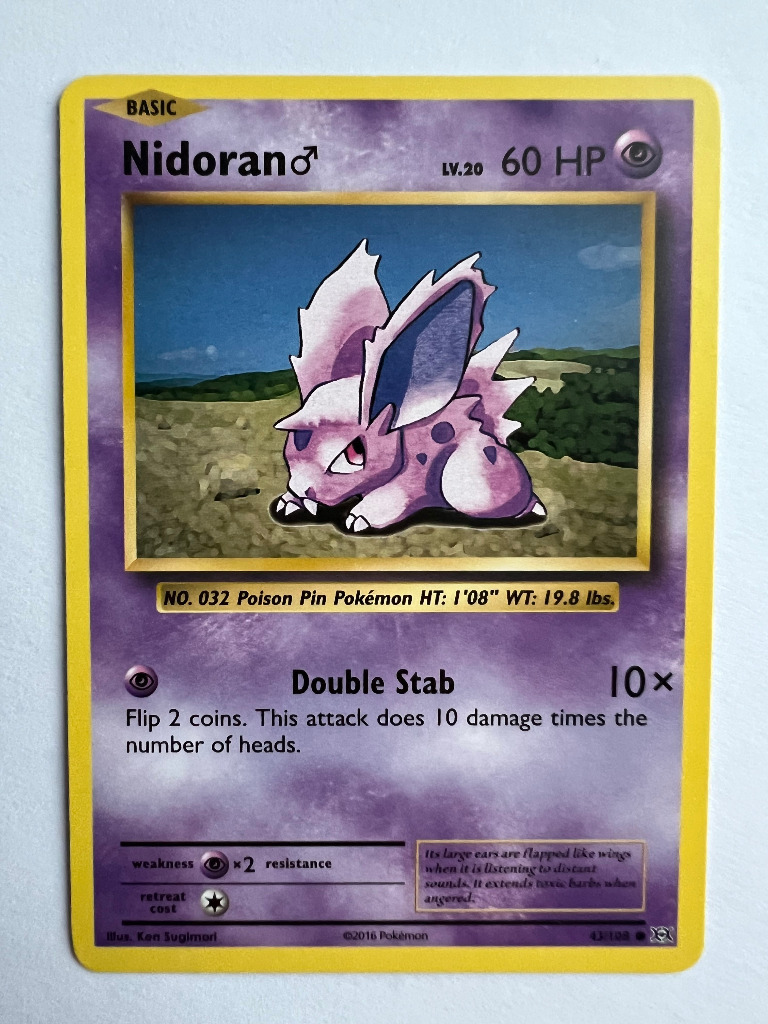 BASIC
Nidoran♂ LV.20 60 HP
NO. 032 Poison Pin Pokémon HT: 1'08" WT: 19.8 lbs.
Double Stab 10×
Flip 2 coins. This attack does 10 damage times the
number of heads.
weakness ×2 resistance
retreat
cost
Its large ears are flapped like wings
when it is listening to distant
sounds. It extends toxic barbs when
angered.
Illus. Ken Sugimori ©2016 Pokémon 43/108